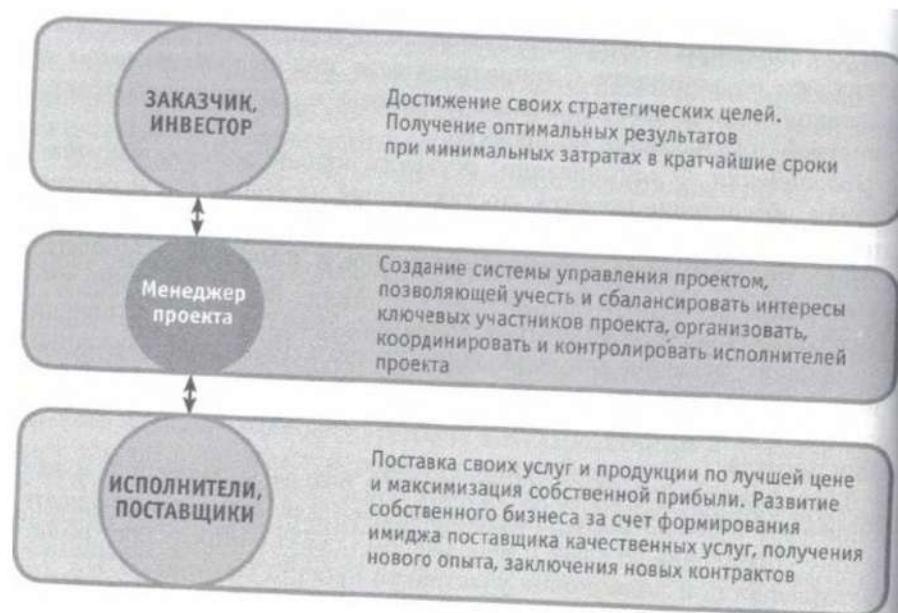 ЗАКАЗЧИК,
ИНВЕСТОР
Достижение своих стратегических целей.
Получение оптимальных результатов
при минимальных затратах в кратчайшие сроки
Менеджер
проекта
Создание системы управления проектом,
позволяющей учесть и сбалансировать интересы
ключевых участников проекта, организовать,
координировать и контролировать исполнителей
проекта
ИСПОЛНИТЕЛИ,
ПОСТАВЩИКИ
Поставка своих услуг и продукции по лучшей цене
и максимизация собственной прибыли. Развитие
собственного бизнеса за счет формирования
имиджа поставщика качественных услуг, получения
нового опыта, заключения новых контрактов